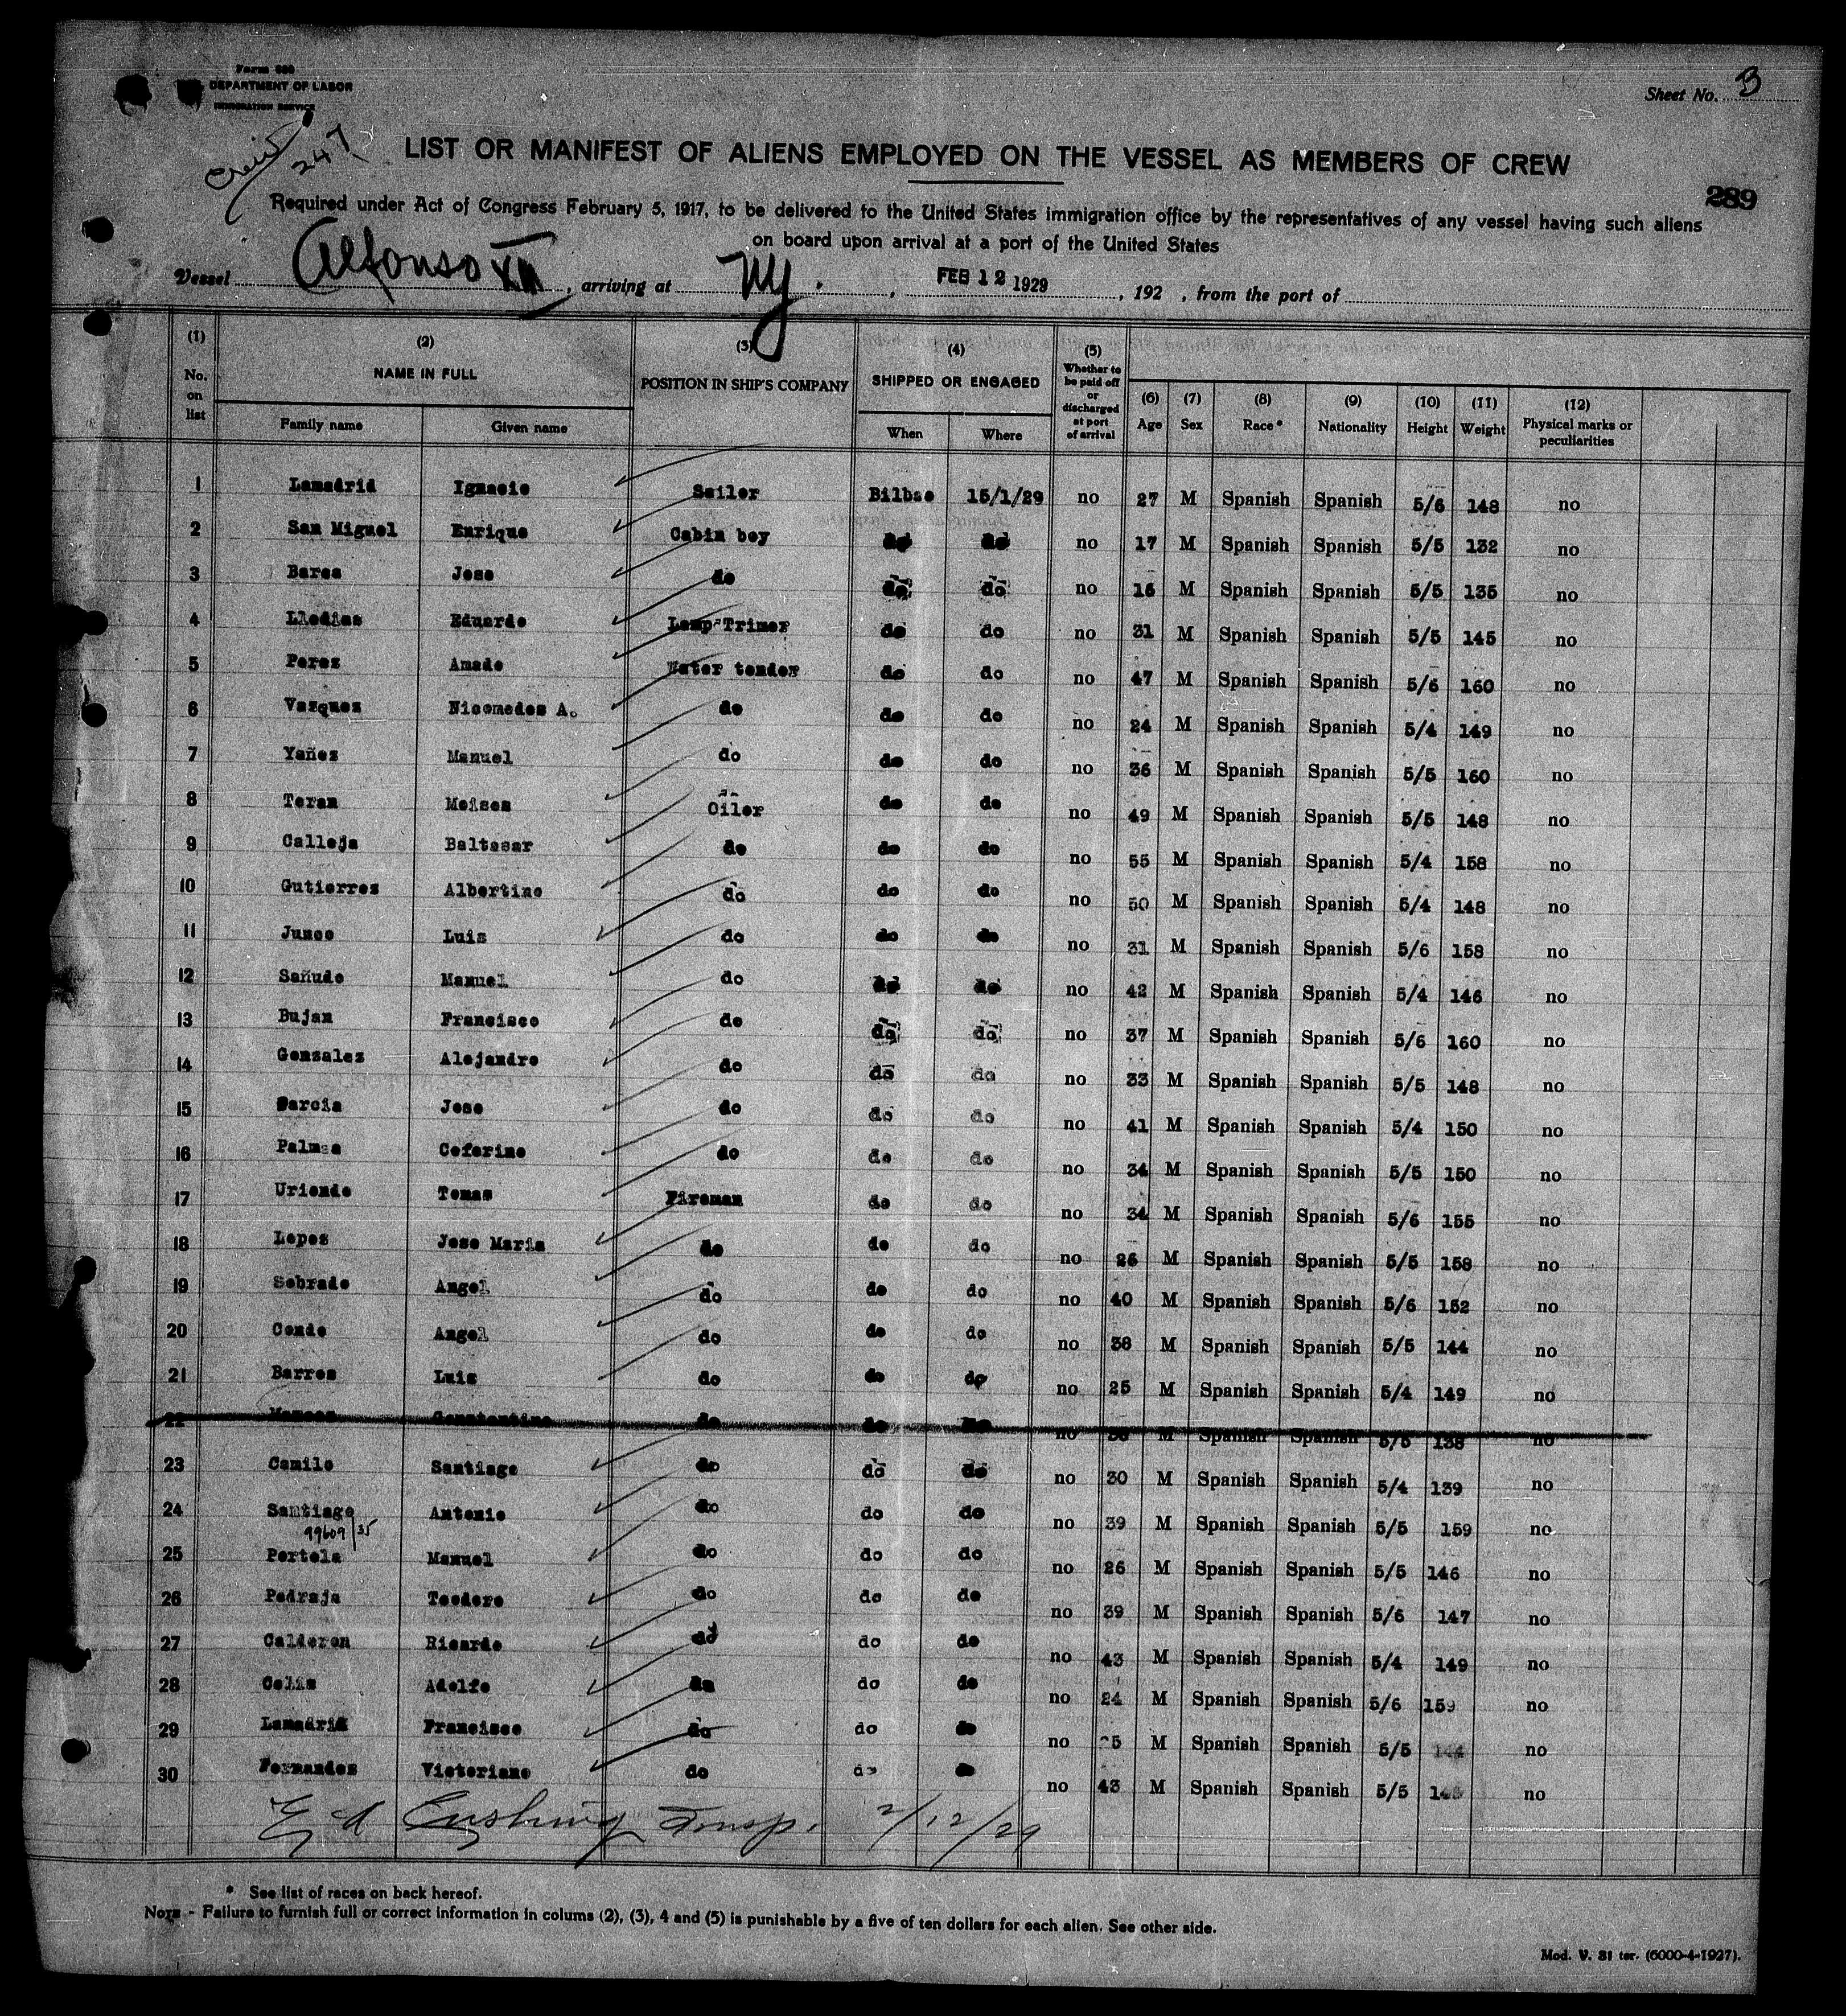 Form 680
DEPARTMENT OF LABOR
IMMIGRATION SERVICE
Sheet No. 3
247
LIST OR MANIFEST OF ALIENS EMPLOYED ON THE VESSEL AS MEMBERS OF CREW
289
Required under Act of Congress February 5, 1917, to be delivered to the United States immigration office by the representatives of any vessel having such aliens
on board upon arrival at a port of the United States
Vessel Alfonso XIII, arriving at NY., FEB 12 1929, 192 , from the port of
(1) No. on list (2) NAME IN FULL Family name Given name (3) POSITION IN SHIP'S COMPANY (4) SHIPPED OR ENGAGED When Where (5) Whether to be paid off or discharged at port of arrival (6) Age (7) Sex (8) Race* (9) Nationality (10) Height (11) Weight (12) Physical marks or peculiarities
1 Lamadrid Ignacio Sailor Bilbao 15/1/29 no 27 M Spanish Spanish 5/6 148 no
2 San Miguel Enrique Cabin boy do do no 17 M Spanish Spanish 5/5 132 no
3 Barea Jose do do do no 16 M Spanish Spanish 5/5 135 no
4 Lledias Eduardo Lamp-Trimer do do no 31 M Spanish Spanish 5/5 145 no
5 Perez Amado Water tender do do no 47 M Spanish Spanish 5/6 160 no
6 Vazquez Nicomedes A. do do do no 24 M Spanish Spanish 5/4 149 no
7 Yañez Manuel do do do no 36 M Spanish Spanish 5/5 160 no
8 Teran Moises Oiler do do no 49 M Spanish Spanish 5/5 148 no
9 Calleja Baltasar do do do no 55 M Spanish Spanish 5/4 158 no
10 Gutierrez Albertino do do do no 50 M Spanish Spanish 5/4 148 no
11 Junco Luis do do do no 31 M Spanish Spanish 5/6 158 no
12 Sañudo Manuel do do do no 42 M Spanish Spanish 5/4 146 no
13 Bujan Francisco do do do no 37 M Spanish Spanish 5/6 160 no
14 Gonzalez Alejandro do do do no 33 M Spanish Spanish 5/5 148 no
15 Garcia Jose do do do no 41 M Spanish Spanish 5/4 150 no
16 Ceferino do do do no 34 M Spanish Spanish 5/5 150 no
17 Uriondo Tomas Fireman do do no 34 M Spanish Spanish 5/6 155 no
18 Lopez Jose Maria do do do no 26 M Spanish Spanish 5/5 158 no
19 Sobrado Angel do do do no 40 M Spanish Spanish 5/6 152 no
20 Conde Angel do do do no 38 M Spanish Spanish 5/5 144 no
21 Barros Luis do do do no 25 M Spanish Spanish 5/4 149 no
22 Constantino do do do no M Spanish Spanish 5/5 138 no
23 Camilo Santiago do do do no 30 M Spanish Spanish 5/4 139 no
24 Santiago Antonio do do do no 39 M Spanish Spanish 5/5 159 no
99609/35
25 Portela Manuel do do do no 26 M Spanish Spanish 5/5 146 no
26 Pedraja Teodoro do do do no 39 M Spanish Spanish 5/6 147 no
27 Calderon Ricardo do do do no 43 M Spanish Spanish 5/4 149 no
28 Celis Adolfo do do do no 24 M Spanish Spanish 5/6 159 no
29 Lamadrid Francisco do do do no M Spanish Spanish 5/5 144 no
30 Fernandez Victoriano do do do no 43 M Spanish Spanish 5/5 no
E A Cushing Insp. 2/12/29
* See list of races on back hereof.
NOTE - Failure to furnish full or correct information in colums (2), (3), 4 and (5) is punishable by a five of ten dollars for each alien. See other side.
Mod. V. 81 ter. (6000-4-1927).